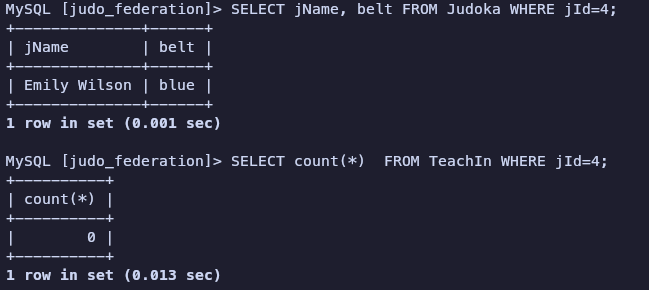 MySQL [judo_federation]> SELECT jName, belt FROM Judoka WHERE jId=4;
+--------------+------+
| jName        | belt |
+--------------+------+
| Emily Wilson | blue |
+--------------+------+
1 row in set (0.001 sec)

MySQL [judo_federation]> SELECT count(*)  FROM TeachIn WHERE jId=4;
+----------+
| count(*) |
+----------+
|        0 |
+----------+
1 row in set (0.013 sec)